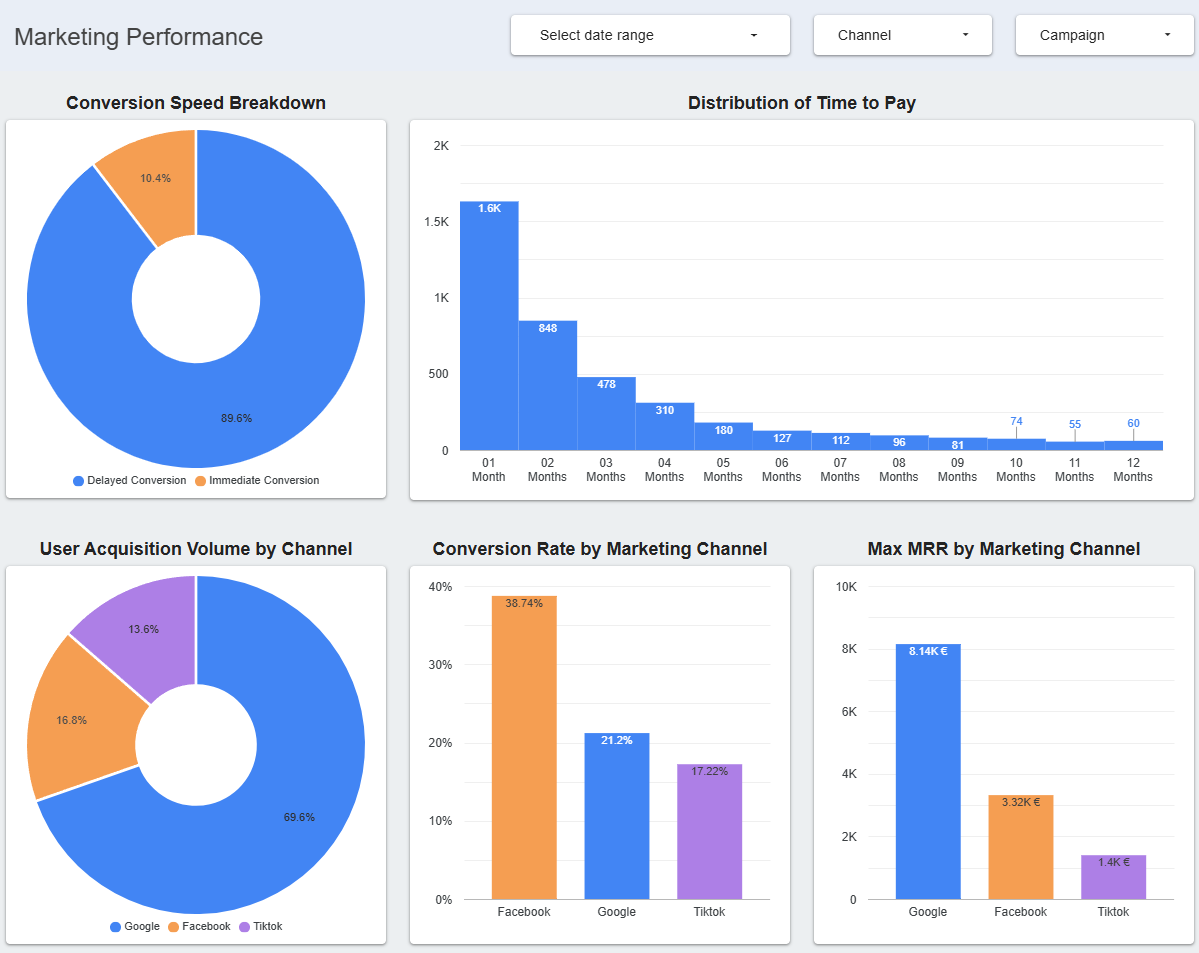 Marketing Performance
Select date range
Channel
Campaign
Conversion Speed Breakdown
10.4%
89.6%
Delayed Conversion
Immediate Conversion
Distribution of Time to Pay
2K
1.5K
1K
500
0
1.6K
848
478
310
180
127
112
96
81
74
55
60
01 Month
02 Months
03 Months
04 Months
05 Months
06 Months
07 Months
08 Months
09 Months
10 Months
11 Months
12 Months
User Acquisition Volume by Channel
13.6%
16.8%
69.6%
Google
Facebook
Tiktok
Conversion Rate by Marketing Channel
40%
30%
20%
10%
0%
38.74%
21.2%
17.22%
Facebook
Google
Tiktok
Max MRR by Marketing Channel
10K
8K
6K
4K
2K
0
8.14K €
3.32K €
1.4K €
Google
Facebook
Tiktok